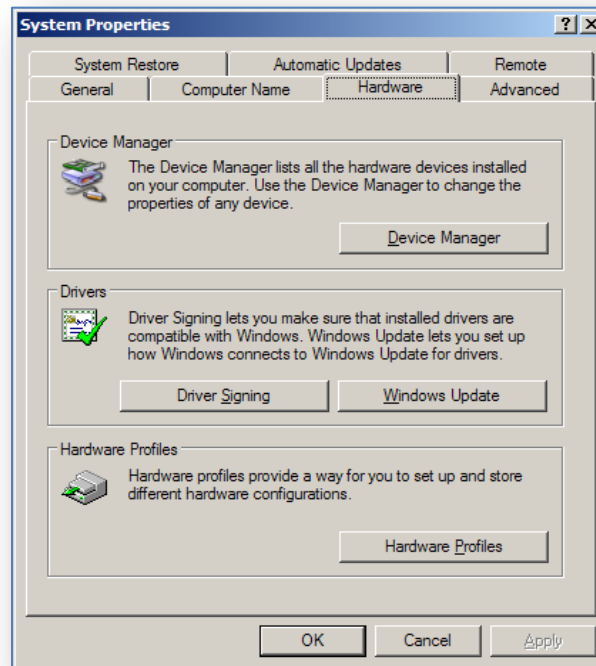 System Properties
System Restore Automatic Updates Remote
General Computer Name Hardware Advanced
Device Manager
The Device Manager lists all the hardware devices installed
on your computer. Use the Device Manager to change the
properties of any device.
Device Manager
Drivers
Driver Signing lets you make sure that installed drivers are
compatible with Windows. Windows Update lets you set up
how Windows connects to Windows Update for drivers.
Driver Signing Windows Update
Hardware Profiles
Hardware profiles provide a way for you to set up and store
different hardware configurations.
Hardware Profiles
OK Cancel Apply